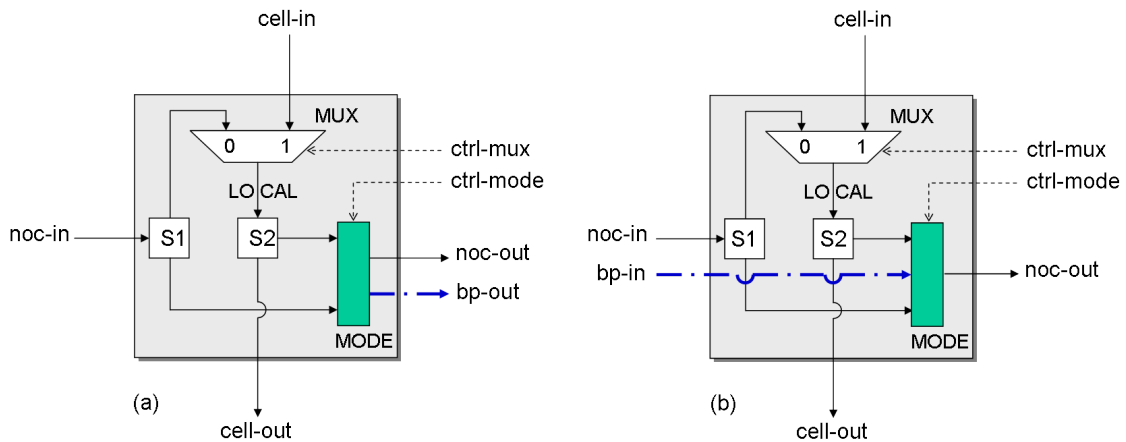 cell-in
MUX
0 1
ctrl-mux
ctrl-mode
LOCAL
noc-in
S1
S2
noc-out
bp-out
MODE
(a)
cell-out
cell-in
MUX
0 1
ctrl-mux
ctrl-mode
LOCAL
noc-in
S1
S2
bp-in
noc-out
MODE
(b)
cell-out